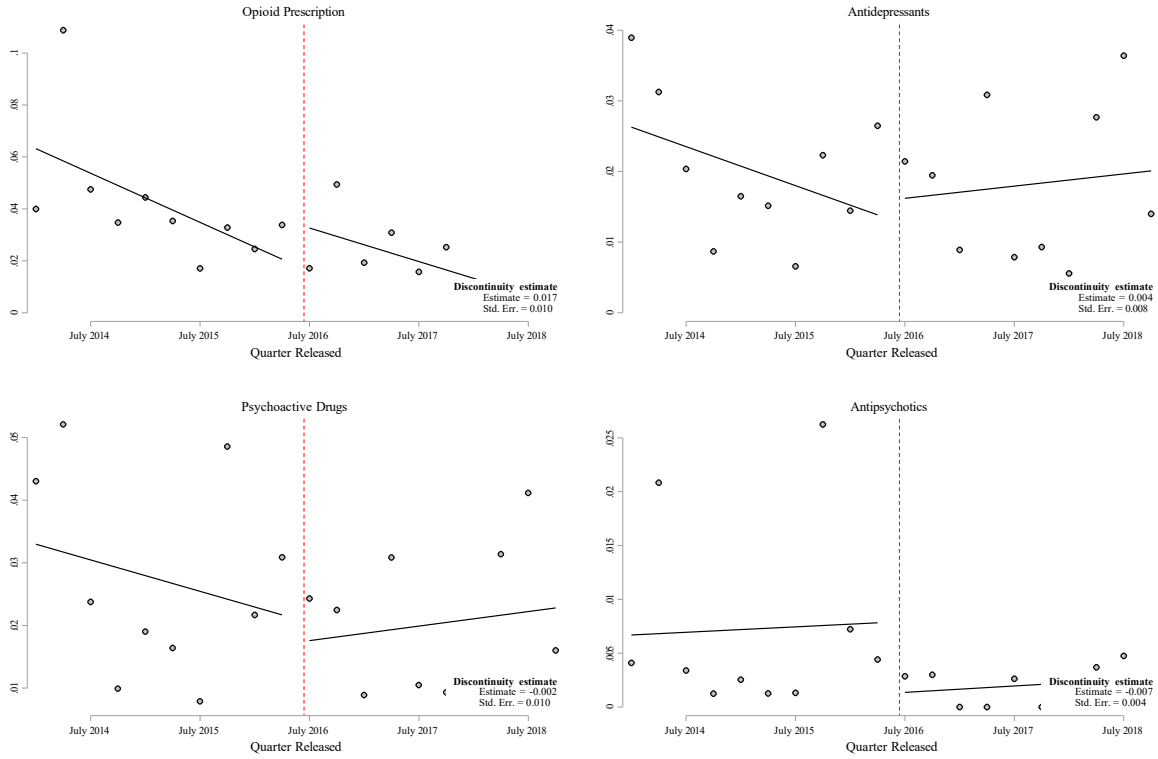 Opioid Prescription
.1
.08
.06
.04
.02
0
Discontinuity estimate
Estimate = 0.017
Std. Err. = 0.010
July 2014 July 2015 July 2016 July 2017 July 2018
Quarter Released
Antidepressants
.04
.03
.02
.01
0
Discontinuity estimate
Estimate = 0.004
Std. Err. = 0.008
July 2014 July 2015 July 2016 July 2017 July 2018
Quarter Released
Psychoactive Drugs
.05
.04
.03
.02
.01
Discontinuity estimate
Estimate = -0.002
Std. Err. = 0.010
July 2014 July 2015 July 2016 July 2017 July 2018
Quarter Released
Antipsychotics
.025
.02
.015
.01
.005
0
Discontinuity estimate
Estimate = -0.007
Std. Err. = 0.004
July 2014 July 2015 July 2016 July 2017 July 2018
Quarter Released